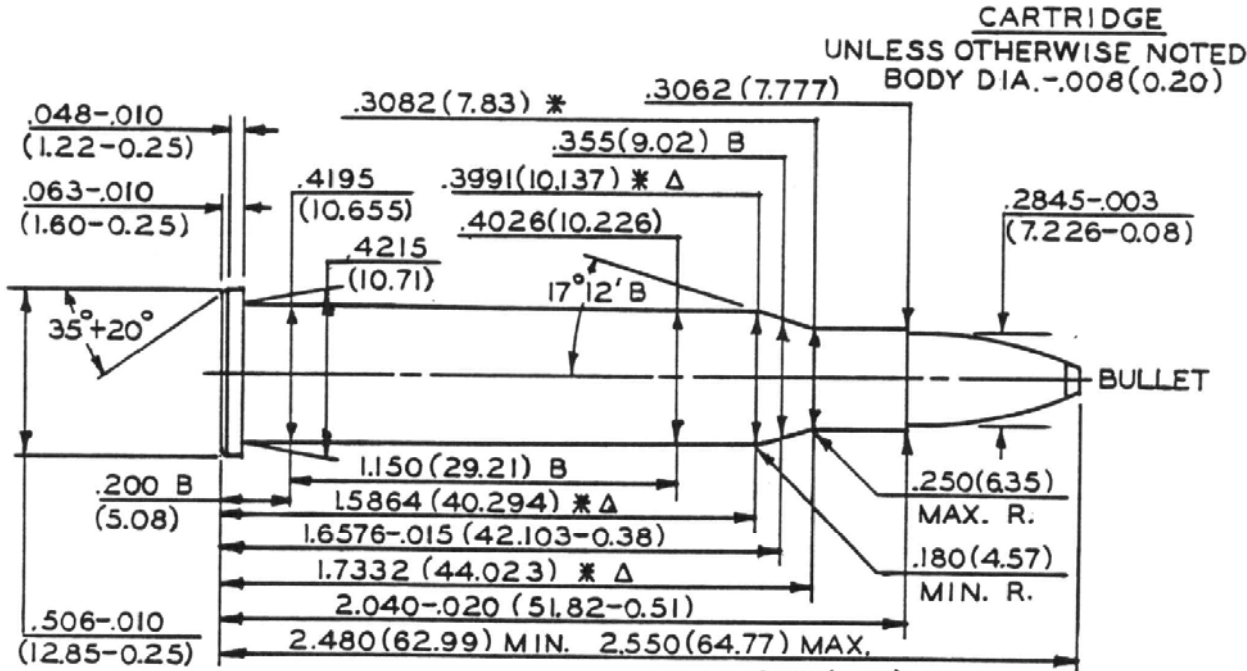 CARTRIDGE
UNLESS OTHERWISE NOTED
BODY DIA.-.008(0.20)
.3082(7.83) *
.3062(7.777)
.048-.010
(1.22-0.25)
.355(9.02) B
.063-.010
(1.60-0.25)
.4195
(10.655)
.3991(10.137) * Δ
.2845-.003
(7.226-0.08)
.4026(10.226)
.4215
(10.71)
17°12' B
35°+20°
BULLET
1.150(29.21) B
.200 B
(5.08)
1.5864(40.294) * Δ
.250(6.35)
MAX. R.
1.6576-.015(42.103-0.38)
1.7332(44.023) * Δ
.180(4.57)
MIN. R.
2.040-.020(51.82-0.51)
.506-.010
(12.85-0.25)
2.480(62.99) MIN. 2.550(64.77) MAX.